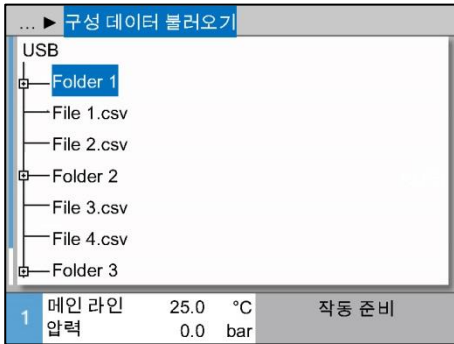 ... ► 구성 데이터 불러오기
USB
Folder 1
File 1.csv
File 2.csv
Folder 2
File 3.csv
File 4.csv
Folder 3
1 메인 라인 25.0 °C 작동 준비
압력 0.0 bar